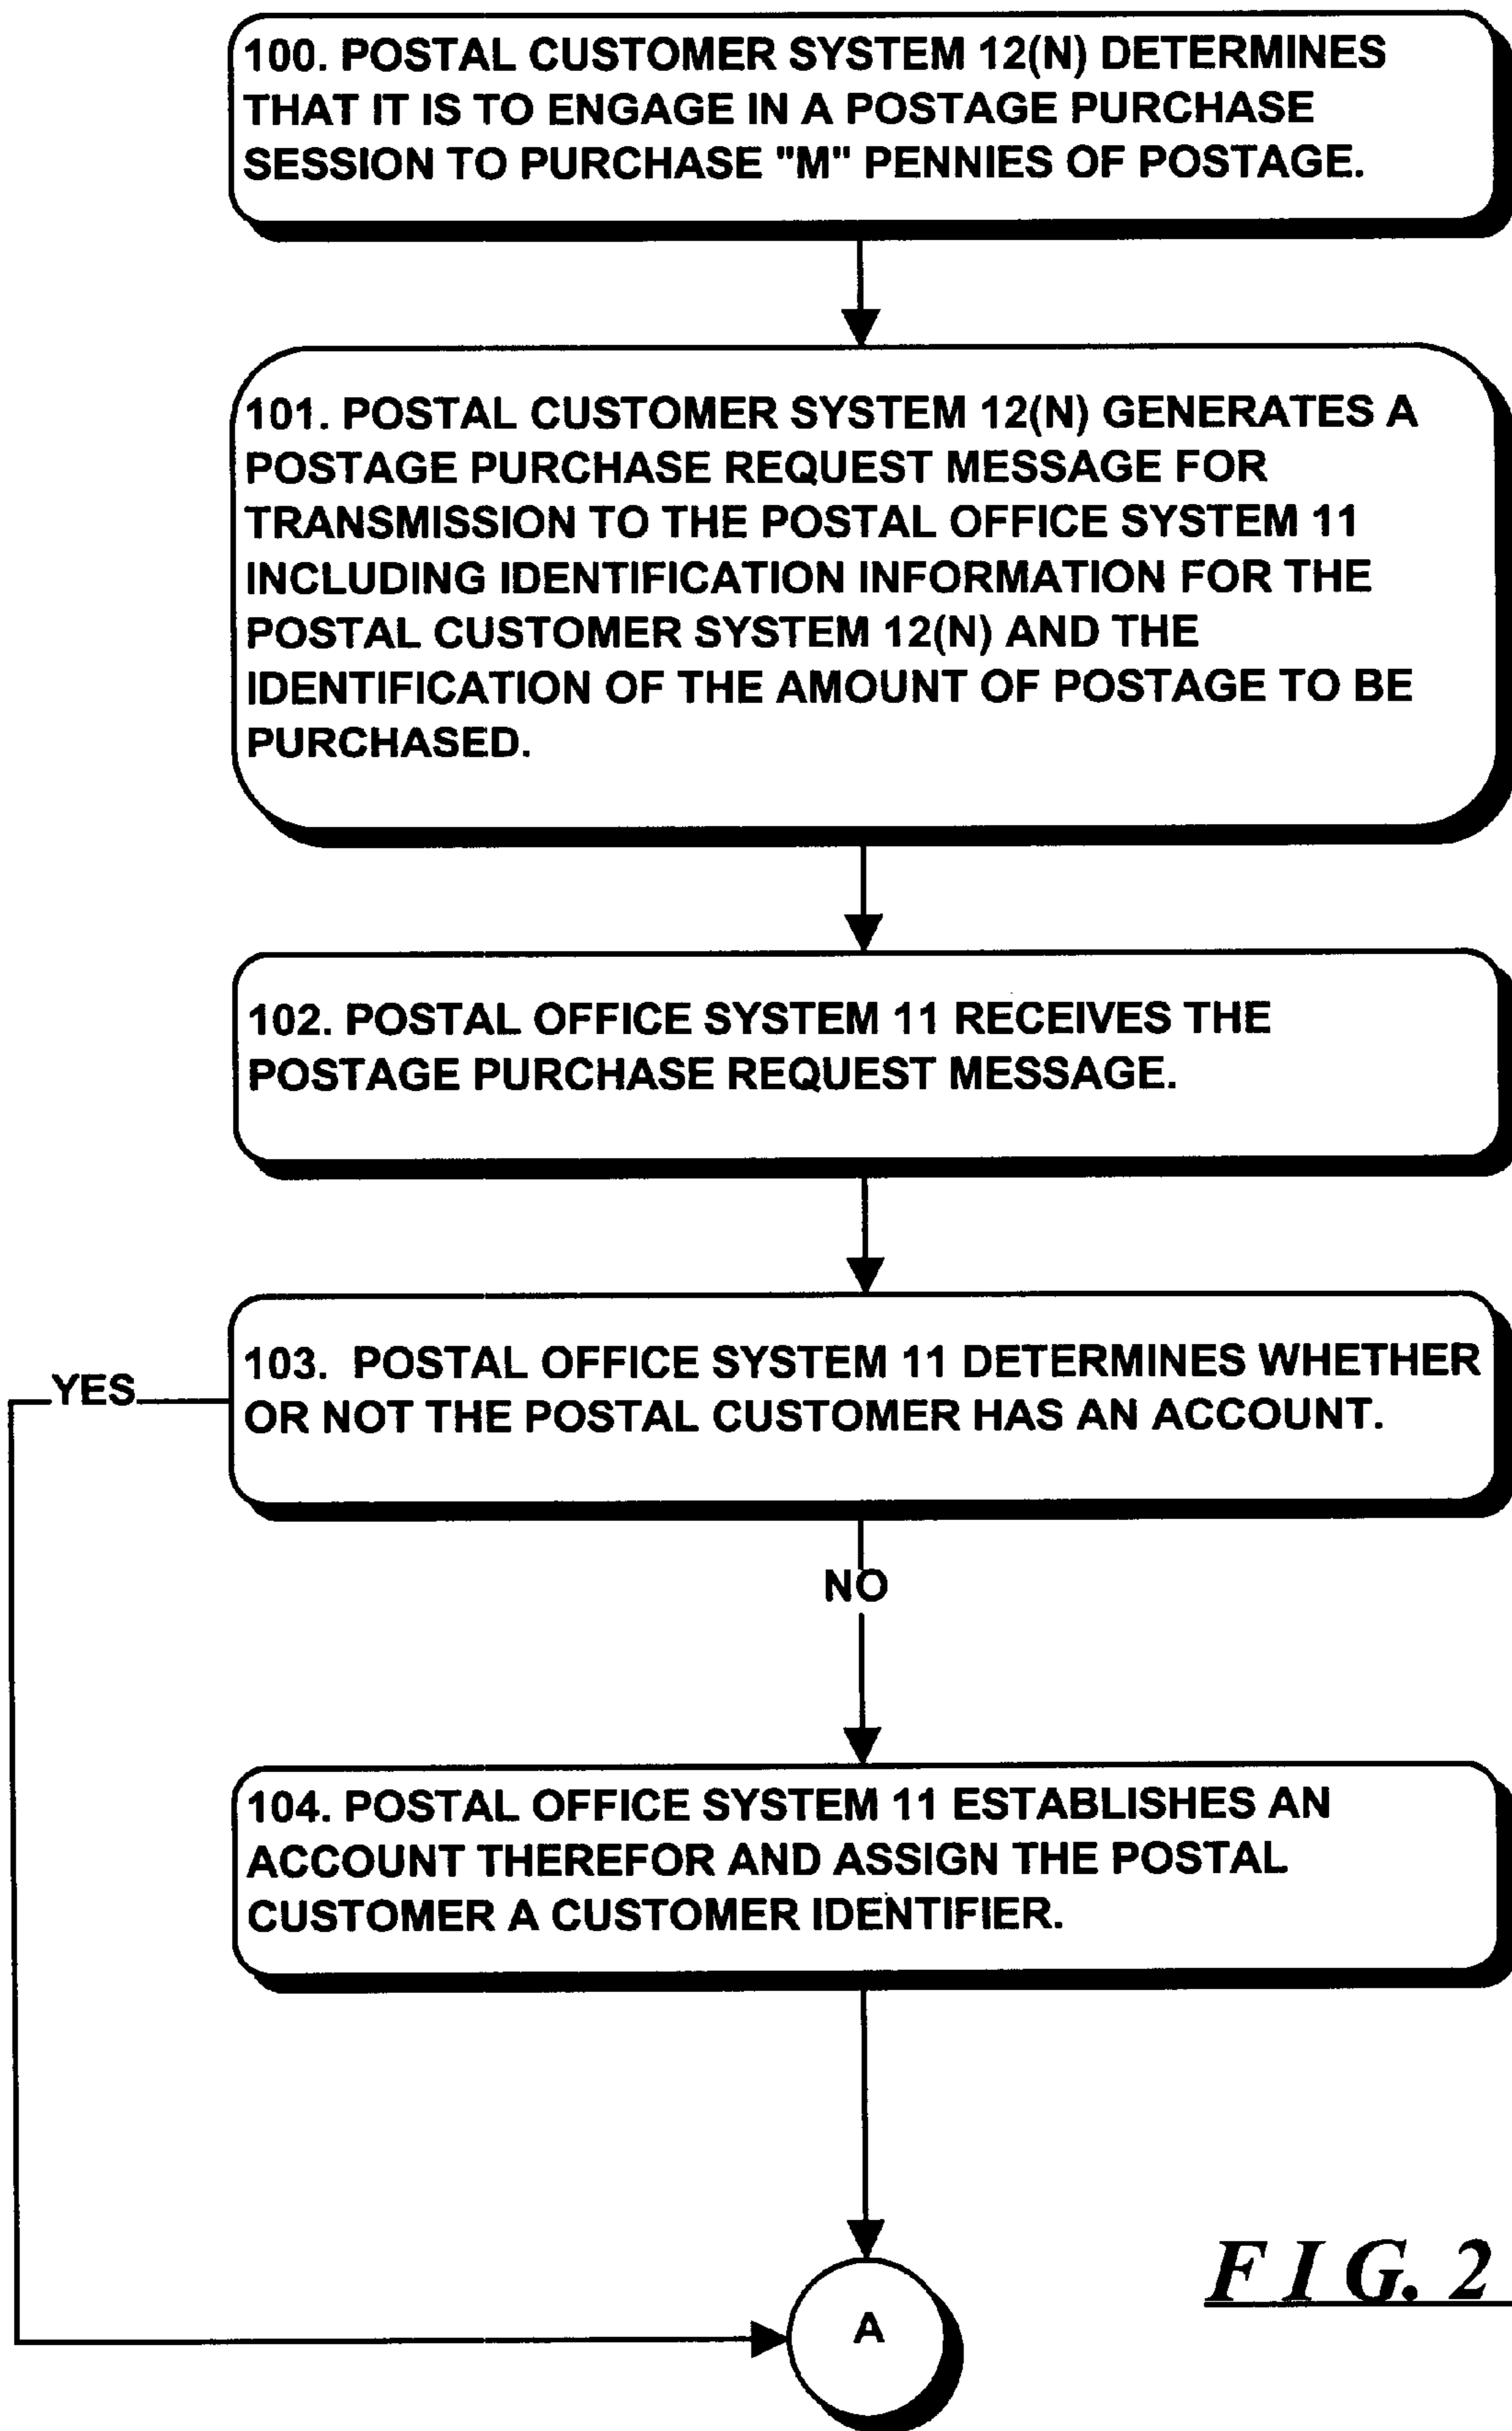 100. POSTAL CUSTOMER SYSTEM 12(N) DETERMINES
THAT IT IS TO ENGAGE IN A POSTAGE PURCHASE
SESSION TO PURCHASE "M" PENNIES OF POSTAGE.
101. POSTAL CUSTOMER SYSTEM 12(N) GENERATES A
POSTAGE PURCHASE REQUEST MESSAGE FOR
TRANSMISSION TO THE POSTAL OFFICE SYSTEM 11
INCLUDING IDENTIFICATION INFORMATION FOR THE
POSTAL CUSTOMER SYSTEM 12(N) AND THE
IDENTIFICATION OF THE AMOUNT OF POSTAGE TO BE
PURCHASED.
102. POSTAL OFFICE SYSTEM 11 RECEIVES THE
POSTAGE PURCHASE REQUEST MESSAGE.
103. POSTAL OFFICE SYSTEM 11 DETERMINES WHETHER
OR NOT THE POSTAL CUSTOMER HAS AN ACCOUNT.
YES
NO
104. POSTAL OFFICE SYSTEM 11 ESTABLISHES AN
ACCOUNT THEREFOR AND ASSIGN THE POSTAL
CUSTOMER A CUSTOMER IDENTIFIER.
A
FIG. 2